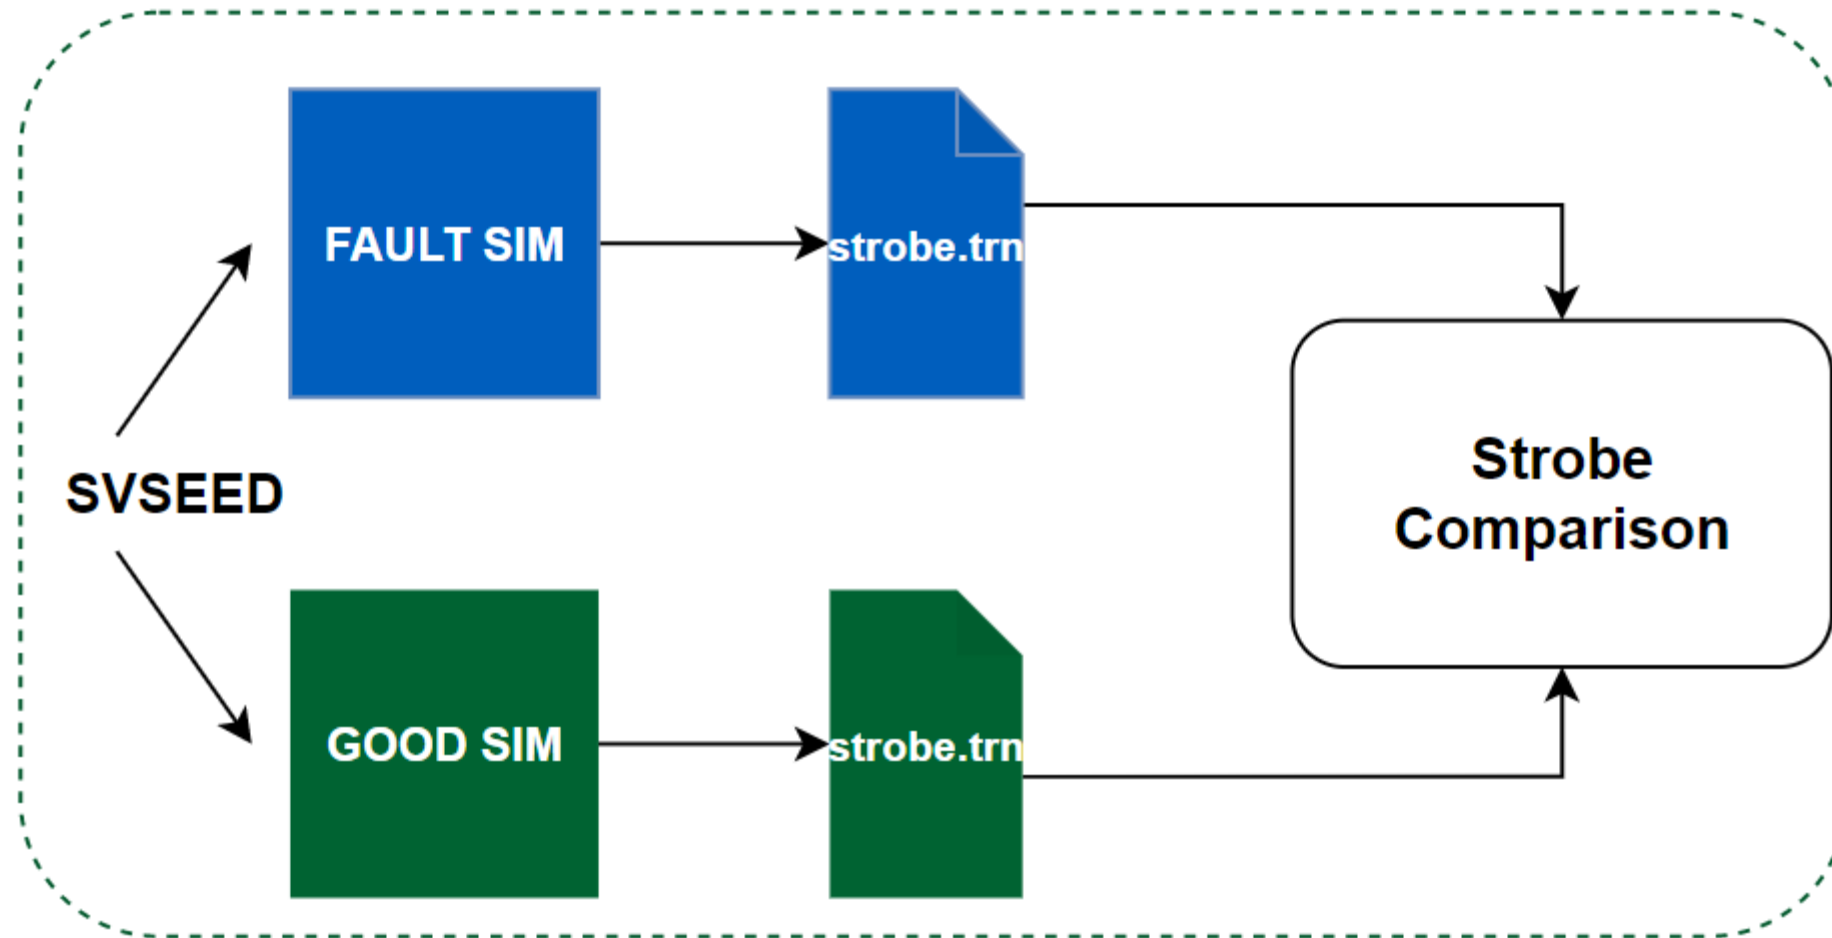 FAULT SIM
strobe.trn
SVSEED
Strobe
Comparison
GOOD SIM
strobe.trn